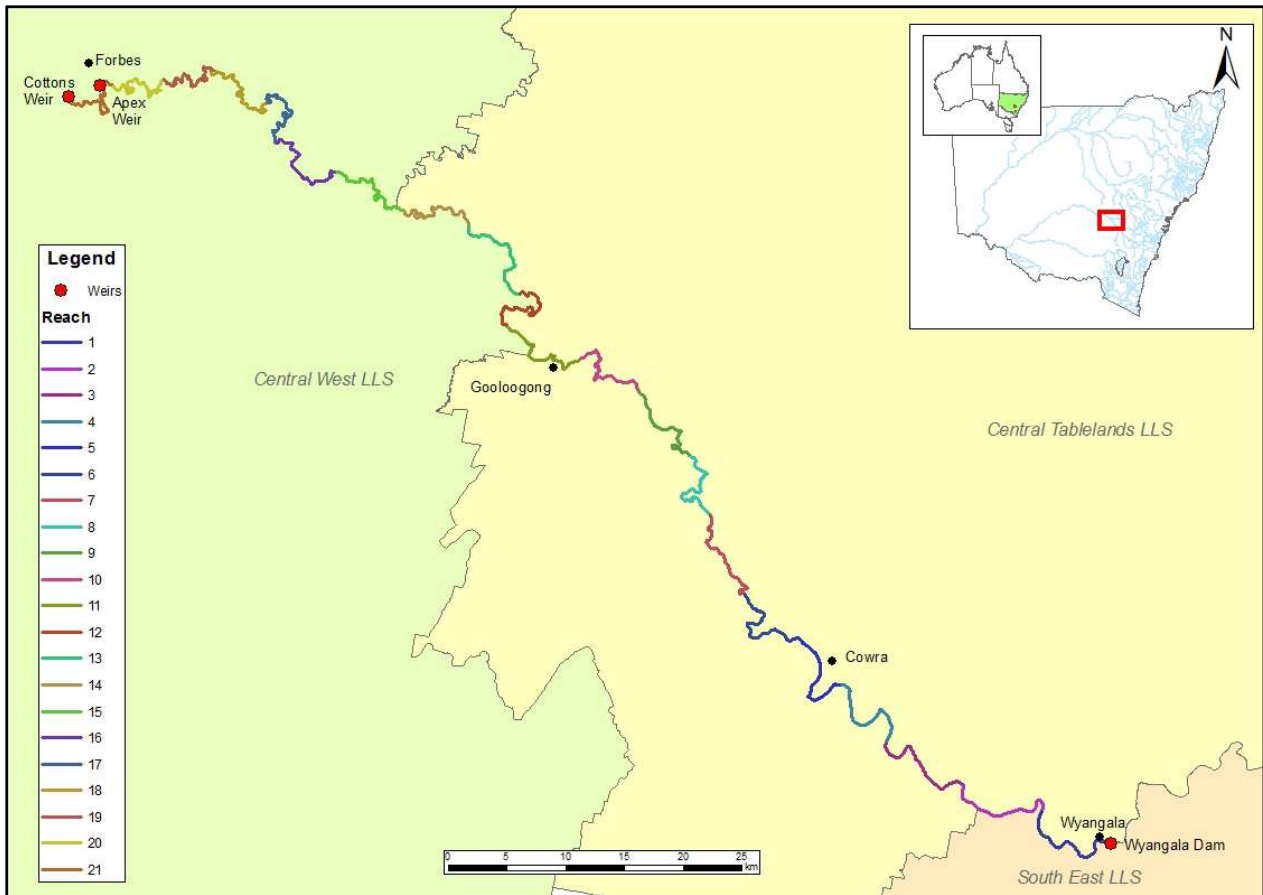 Forbes
Cottons
Weir
Apex
Weir
N
Legend
Weirs
Reach
1
2
3
4
5
6
7
8
9
10
11
12
13
14
15
16
17
18
19
20
21
Central West LLS
Gooloogong
Central Tablelands LLS
Cowra
Wyangala
Wyangala Dam
South East LLS
0 5 10 15 20 25
km